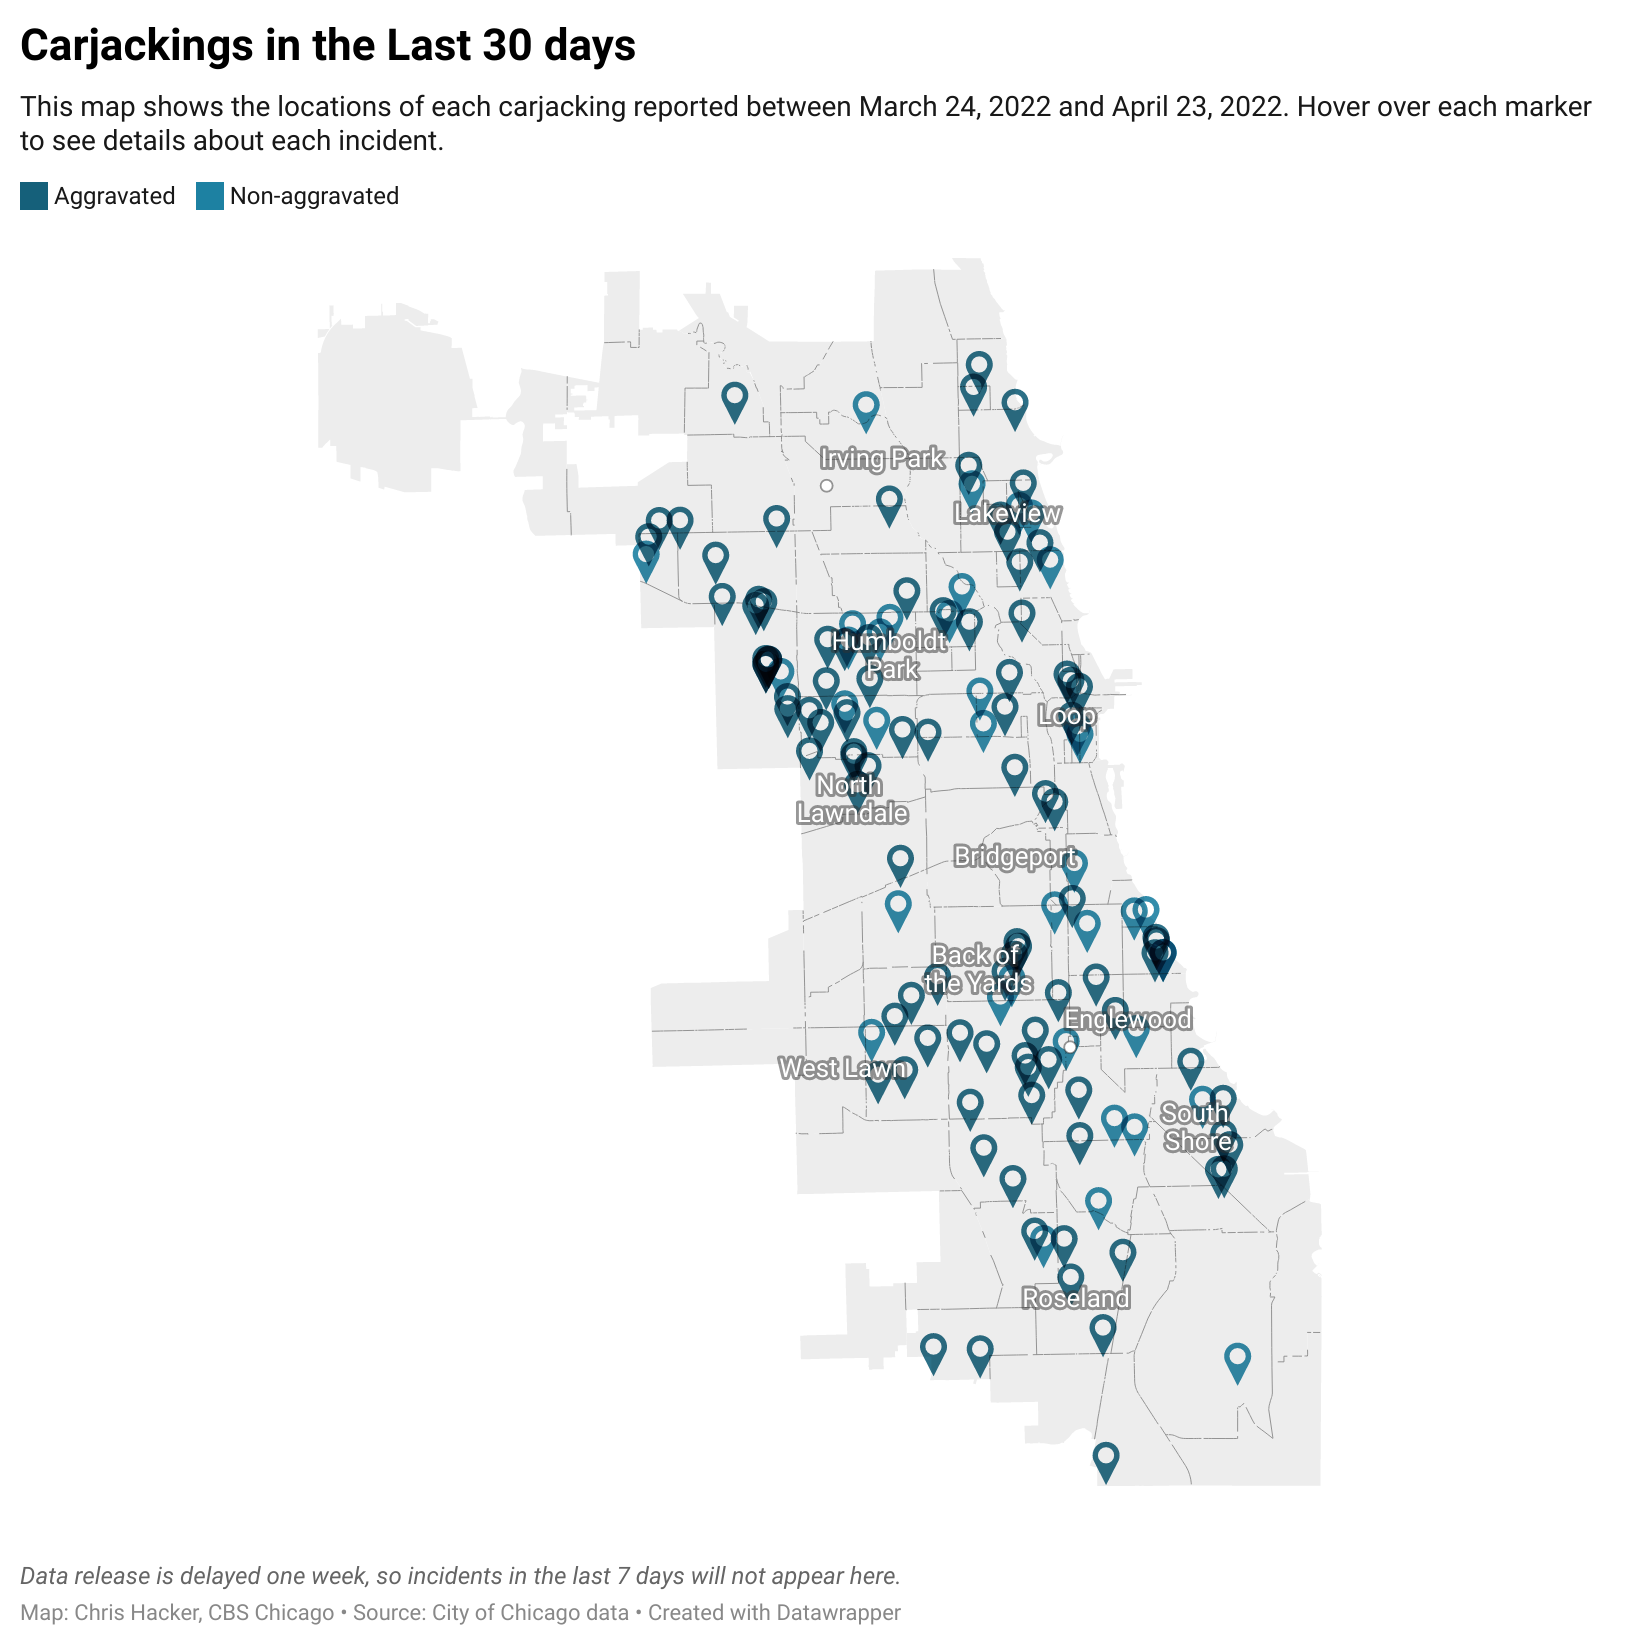 Carjackings in the Last 30 days
This map shows the locations of each carjacking reported between March 24, 2022 and April 23, 2022. Hover over each marker
to see details about each incident.
Aggravated Non-aggravated
Irving Park
Lakeview
Humboldt
Park
Loop
North
Lawndale
Bridgeport
Back of
the Yards
Englewood
West Lawn
South
Shore
Roseland
Data release is delayed one week, so incidents in the last 7 days will not appear here.
Map: Chris Hacker, CBS Chicago • Source: City of Chicago data • Created with Datawrapper